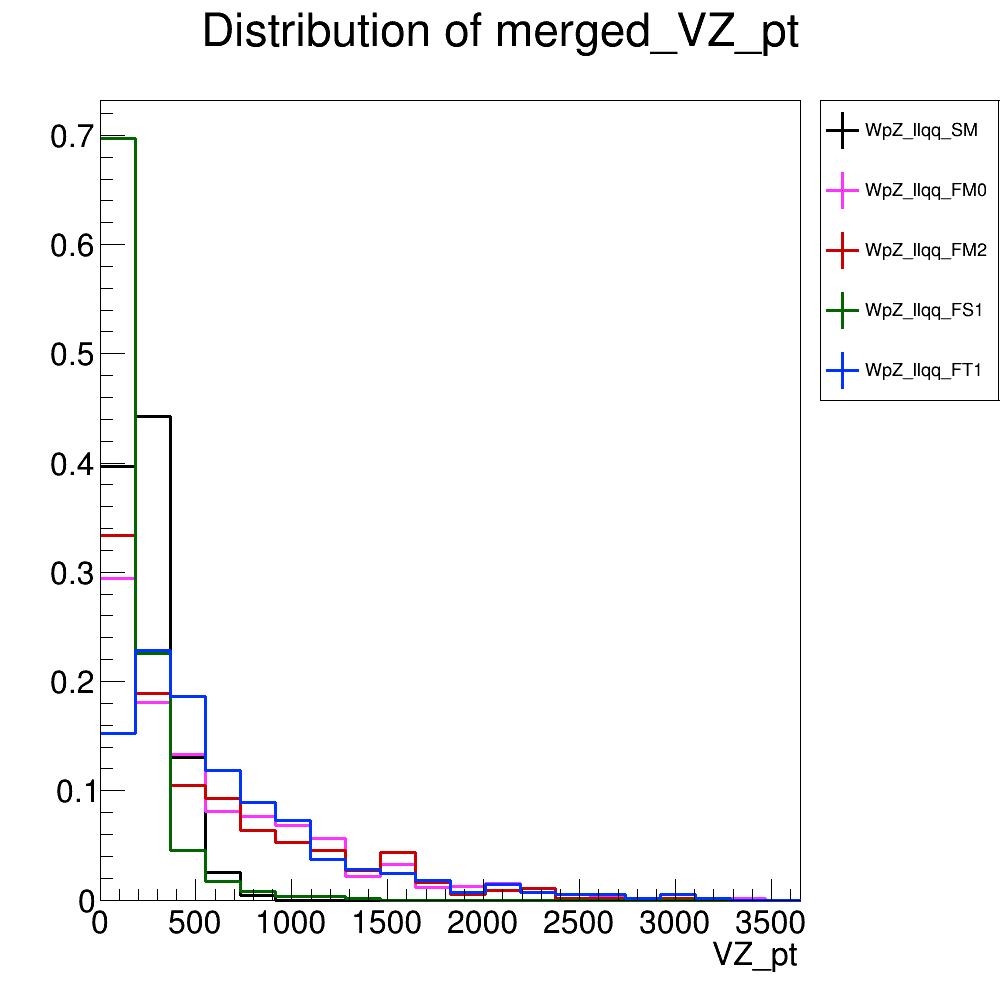 Distribution of merged_VZ_pt
0.7
0.6
0.5
0.4
0.3
0.2
0.1
0
0 500 1000 1500 2000 2500 3000 3500
VZ_pt
WpZ_llqq_SM
WpZ_llqq_FM0
WpZ_llqq_FM2
WpZ_llqq_FS1
WpZ_llqq_FT1